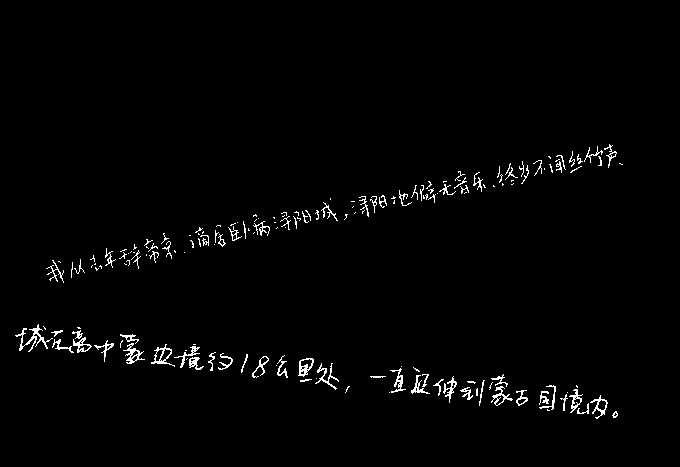 我从去年辞帝京、谪居卧病浔阳城，浔阳地僻无音乐、终岁不闻丝竹声、
城在离中蒙边境约18公里处，一直延伸到蒙古国境内。